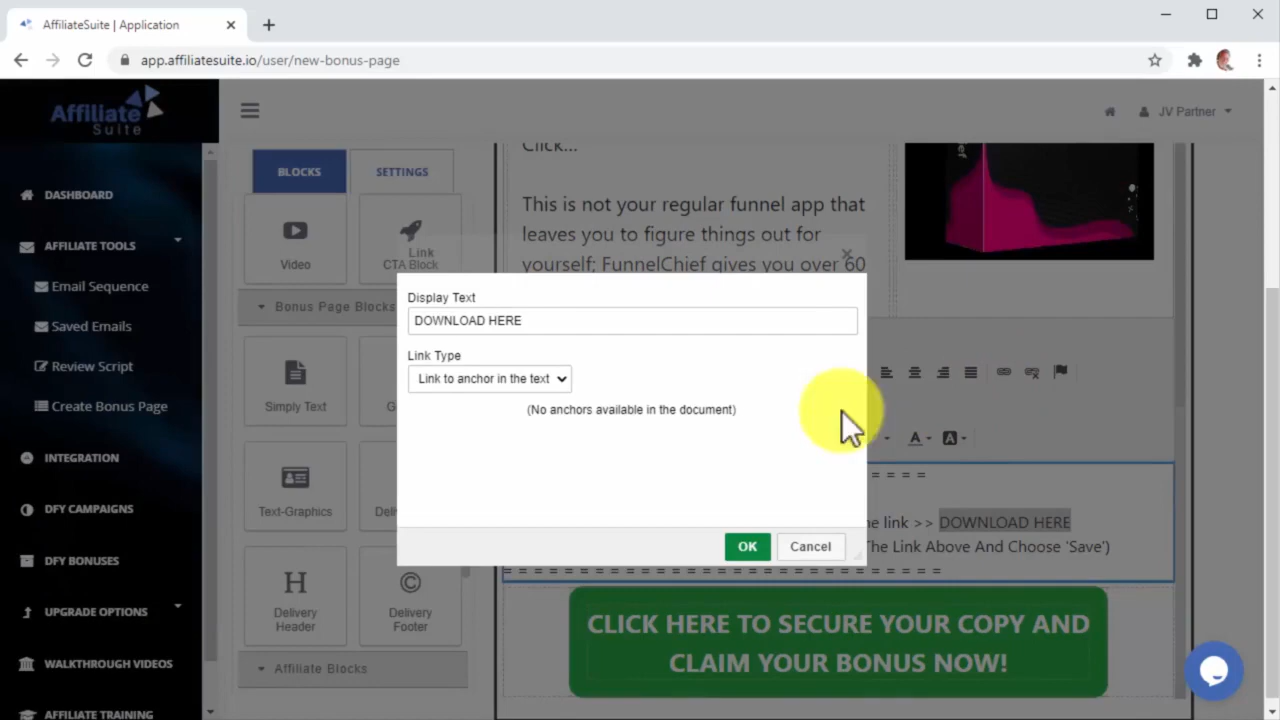 AffiliateSuite | Application
app.affiliatesuite.io/user/new-bonus-page
Affiliate
Suite
JV Partner
DASHBOARD
AFFILIATE TOOLS
Email Sequence
Saved Emails
Review Script
Create Bonus Page
INTEGRATION
DFY CAMPAIGNS
DFY BONUSES
UPGRADE OPTIONS
WALKTHROUGH VIDEOS
AFFILIATE TRAINING
BLOCKS
SETTINGS
Video
CTA Block
Bonus Page Blocks
Simply Text
Text-Graphics
Delivery
Header
Delivery
Footer
Affiliate Blocks
Click...
This is not your regular funnel app that
leaves you to figure things out for
yourself; FunnelChief gives you over 60
Link
Display Text
DOWNLOAD HERE
Link Type
Link to anchor in the text
(No anchors available in the document)
OK
Cancel
= = = = =
link >> DOWNLOAD HERE
The Link Above And Choose 'Save')
= = = = = = = = = = = = = = = = = = = = = = = = =
CLICK HERE TO SECURE YOUR COPY AND
CLAIM YOUR BONUS NOW!